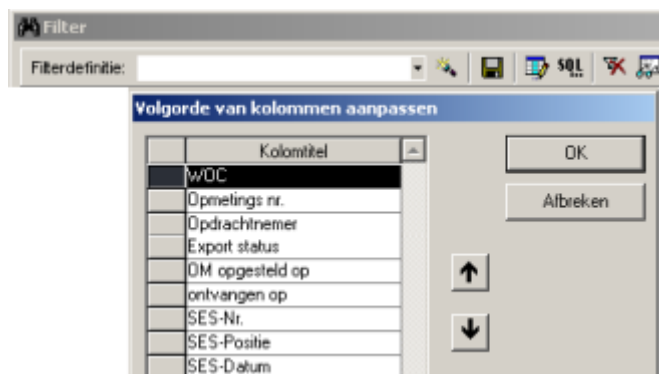 Filter
Filterdefinitie:
SQL
Volgorde van kolommen aanpassen
Kolomtitel
OK
WOC
Opmetings nr.
Afbreken
Opdrachtnemer
Export status
OM opgesteld op
ontvangen op
SES-Nr.
SES-Positie
SES-Datum